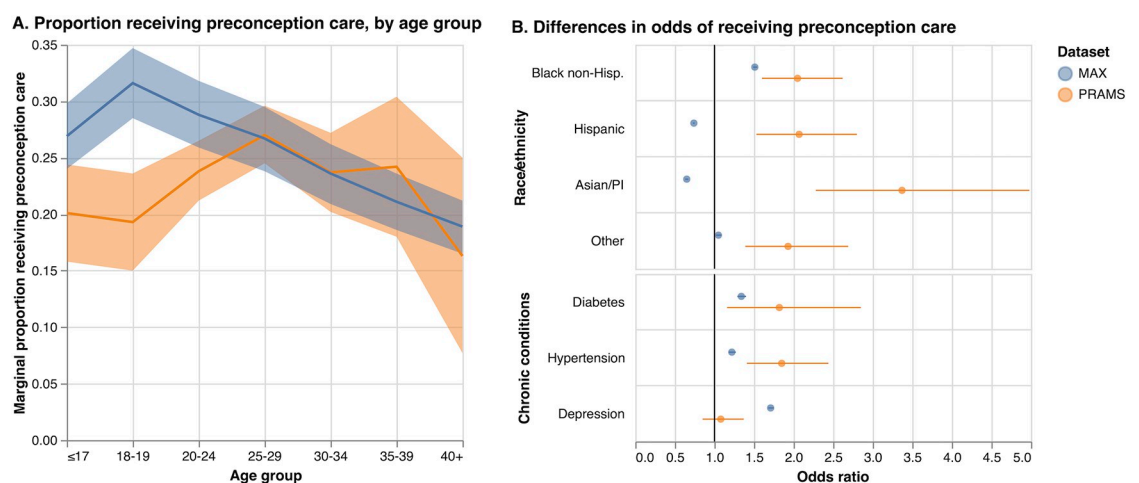 A. Proportion receiving preconception care, by age group
Marginal proportion receiving preconception care
0.35
0.30
0.25
0.20
0.15
0.10
0.05
0.00
≤17 18-19 20-24 25-29 30-34 35-39 40+
Age group
B. Differences in odds of receiving preconception care
Race/ethnicity
Black non-Hisp.
Hispanic
Asian/PI
Other
Chronic conditions
Diabetes
Hypertension
Depression
0.0 0.5 1.0 1.5 2.0 2.5 3.0 3.5 4.0 4.5 5.0
Odds ratio
Dataset
MAX
PRAMS